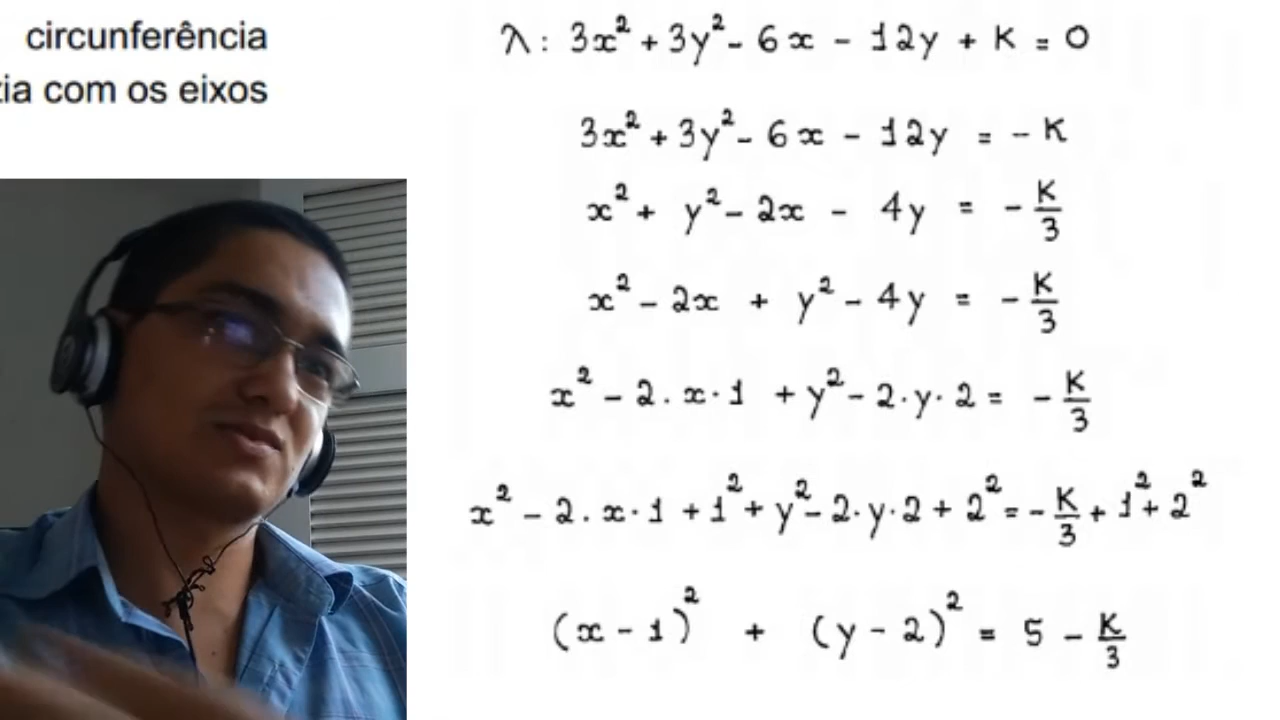 circunferência
zia com os eixos
λ: 3x² + 3y² - 6x - 12y + K = 0
3x² + 3y² - 6x - 12y = - K
x² + y² - 2x - 4y = - K/3
x² - 2x + y² - 4y = - K/3
x² - 2.x.1 + y² - 2.y.2 = - K/3
x² - 2.x.1 + 1² + y² - 2.y.2 + 2² = - K/3 + 1² + 2²
(x - 1)² + (y - 2)² = 5 - K/3